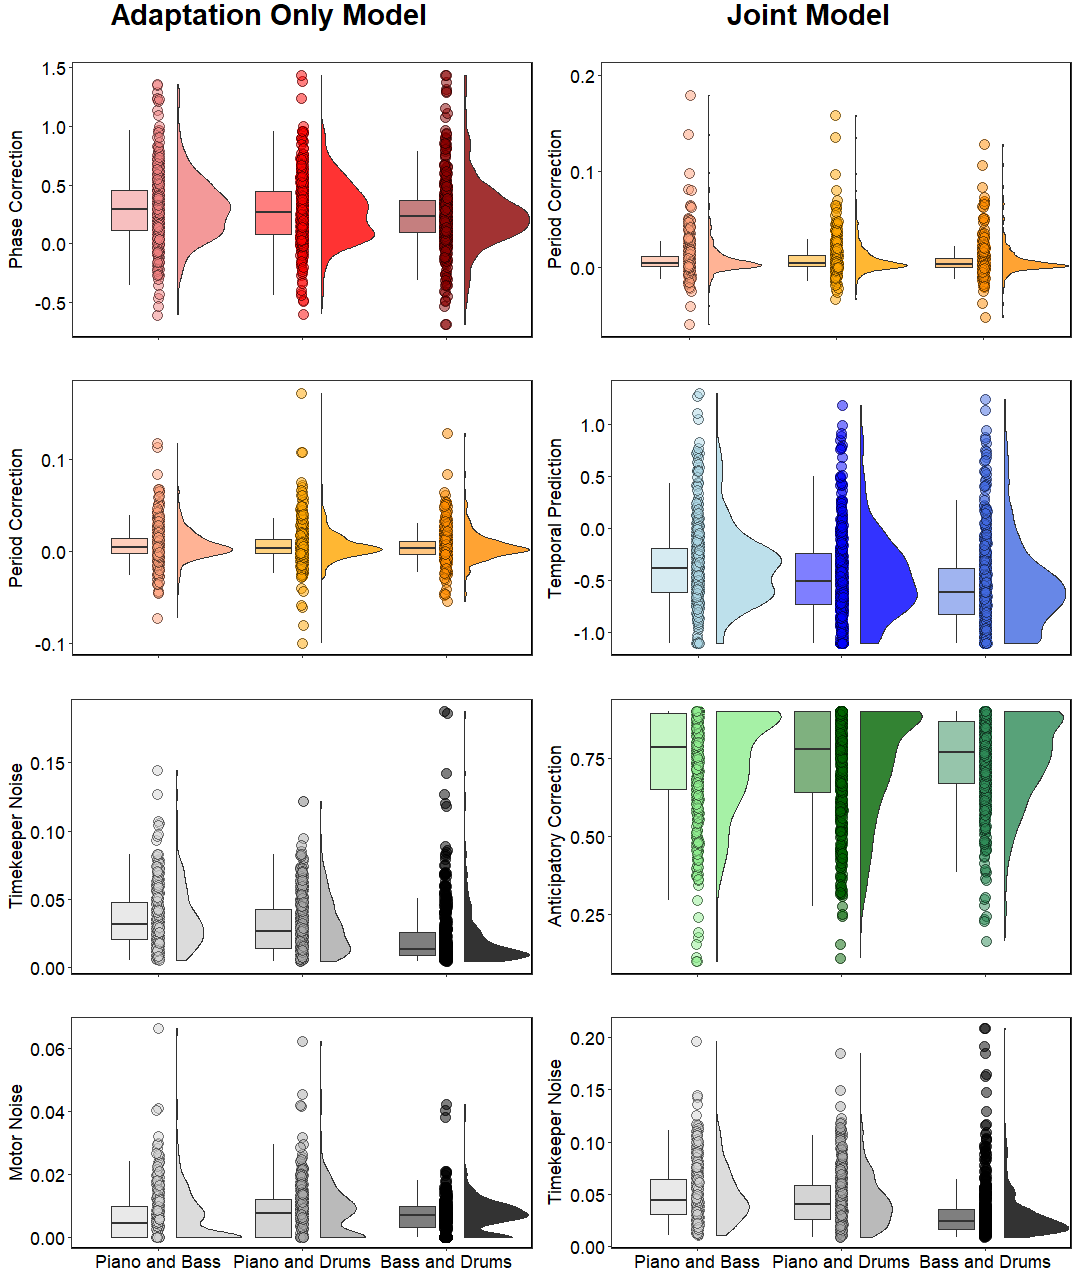 Adaptation Only Model
Joint Model
Phase Correction
1.5
1.0
0.5
0.0
-0.5
Period Correction
0.2
0.1
0.0
Period Correction
0.1
0.0
-0.1
Temporal Prediction
1.0
0.5
0.0
-0.5
-1.0
Timekeeper Noise
0.15
0.10
0.05
0.00
Anticipatory Correction
0.75
0.50
0.25
Motor Noise
0.06
0.04
0.02
0.00
Timekeeper Noise
0.20
0.15
0.10
0.05
0.00
Piano and Bass Piano and Drums Bass and Drums
Piano and Bass Piano and Drums Bass and Drums